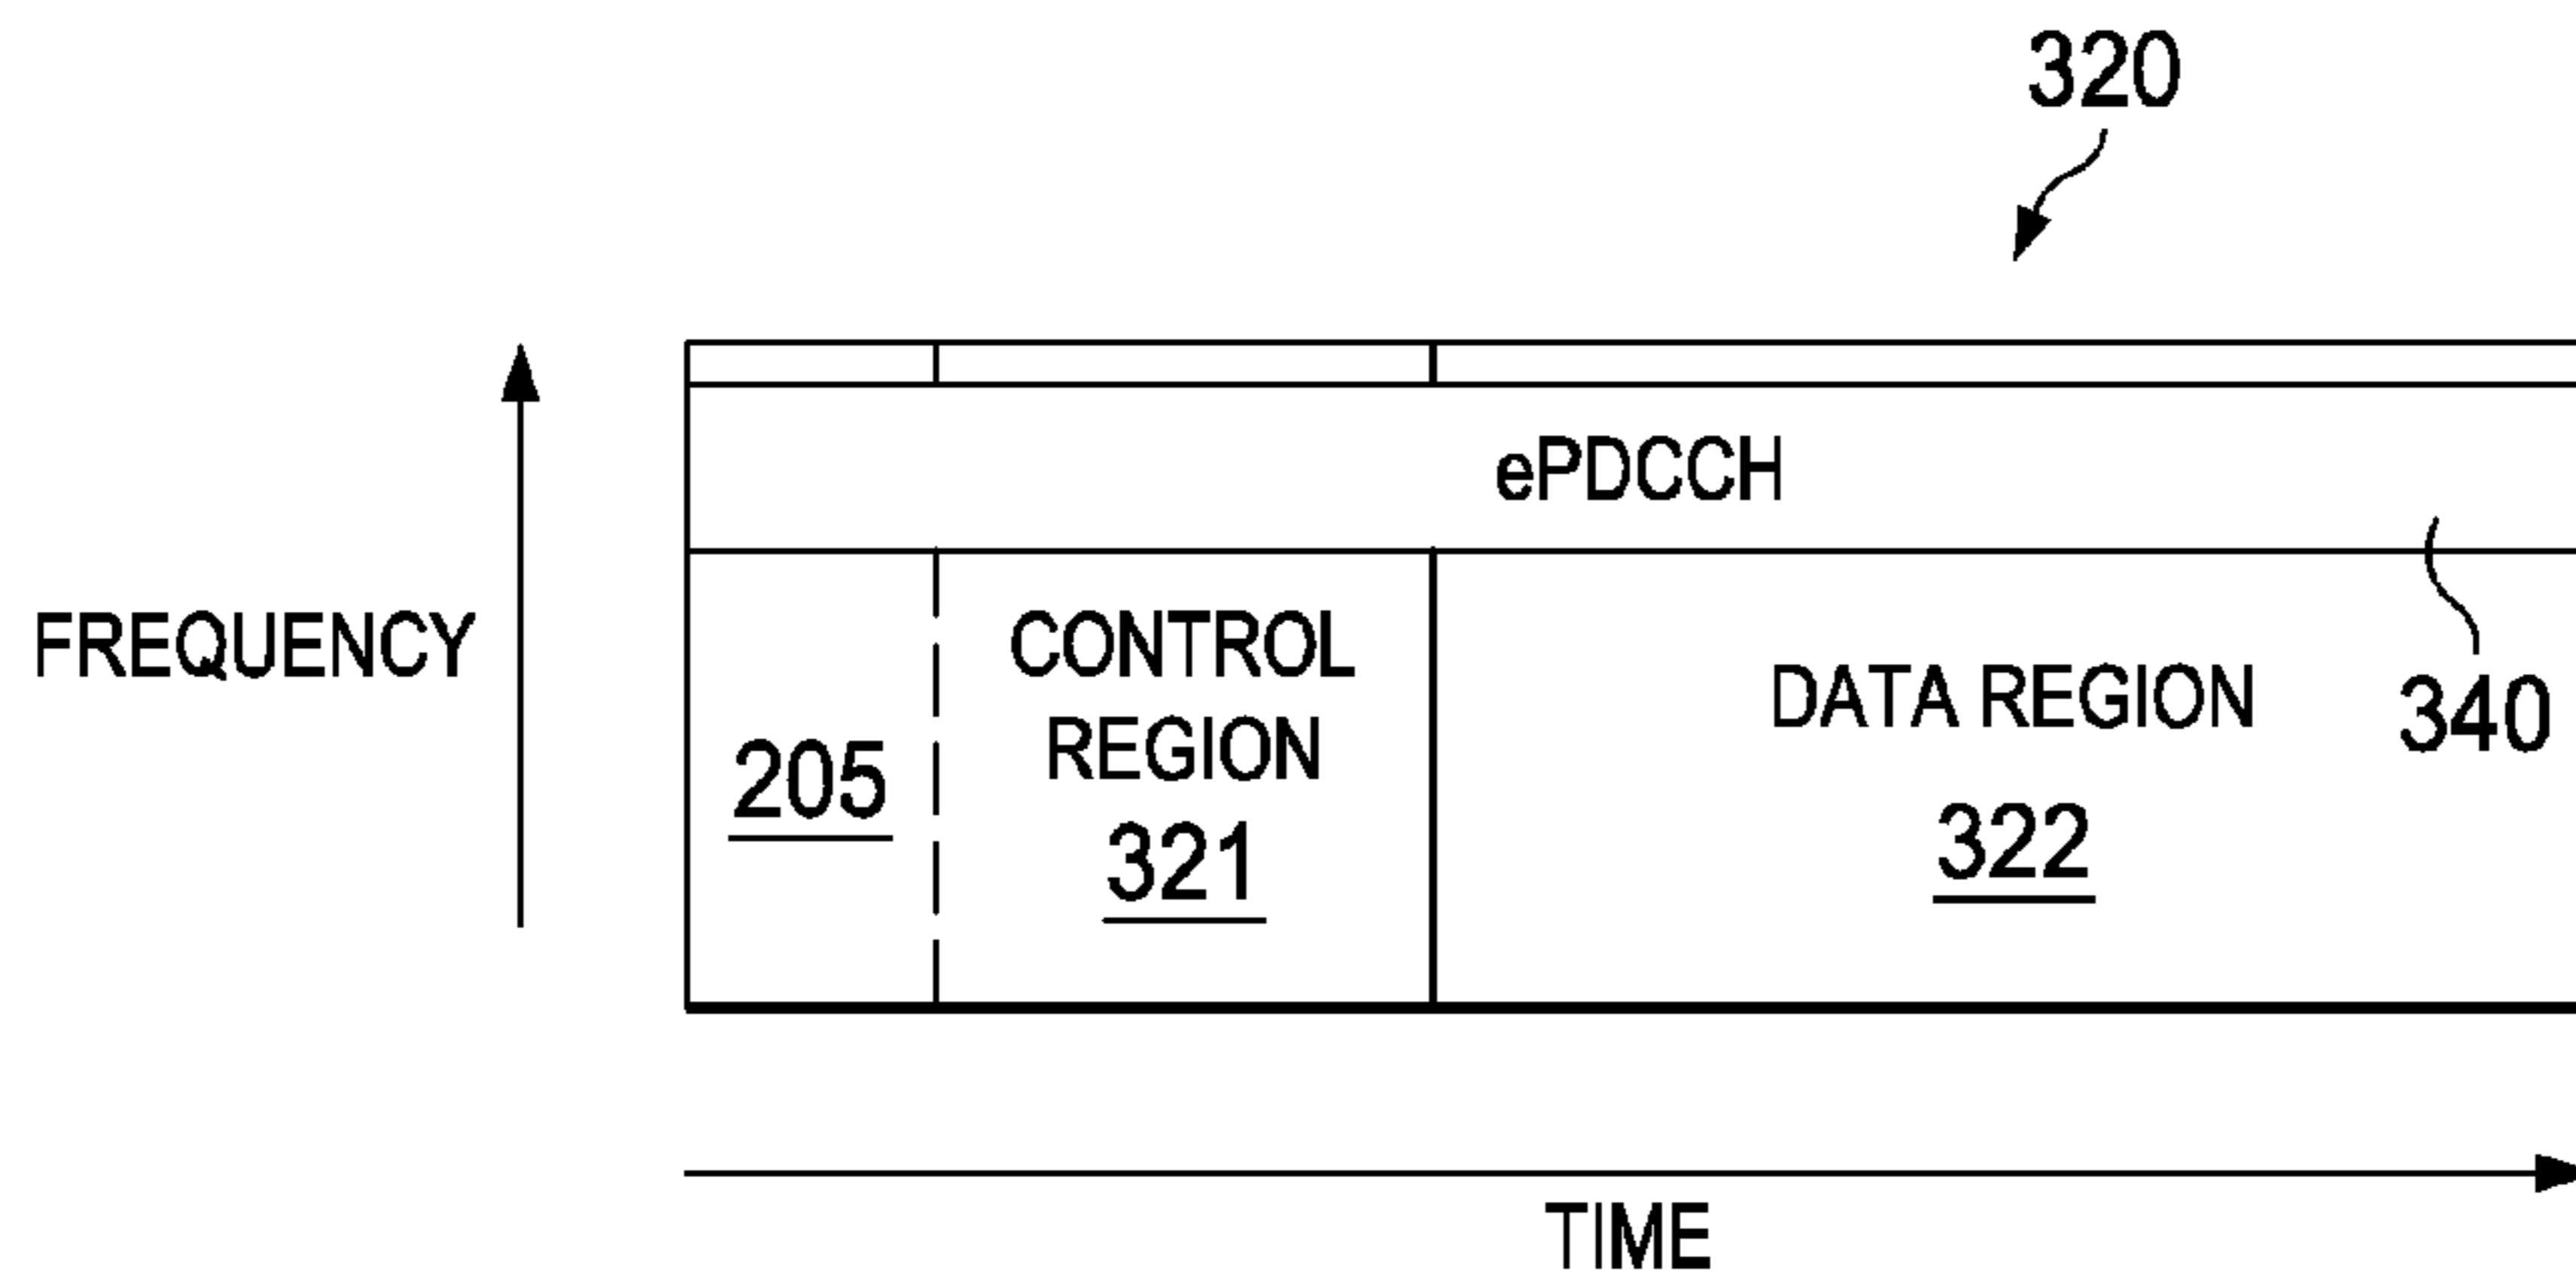 320
ePDCCH
FREQUENCY
CONTROL
REGION
321
205
DATA REGION
322
340
TIME